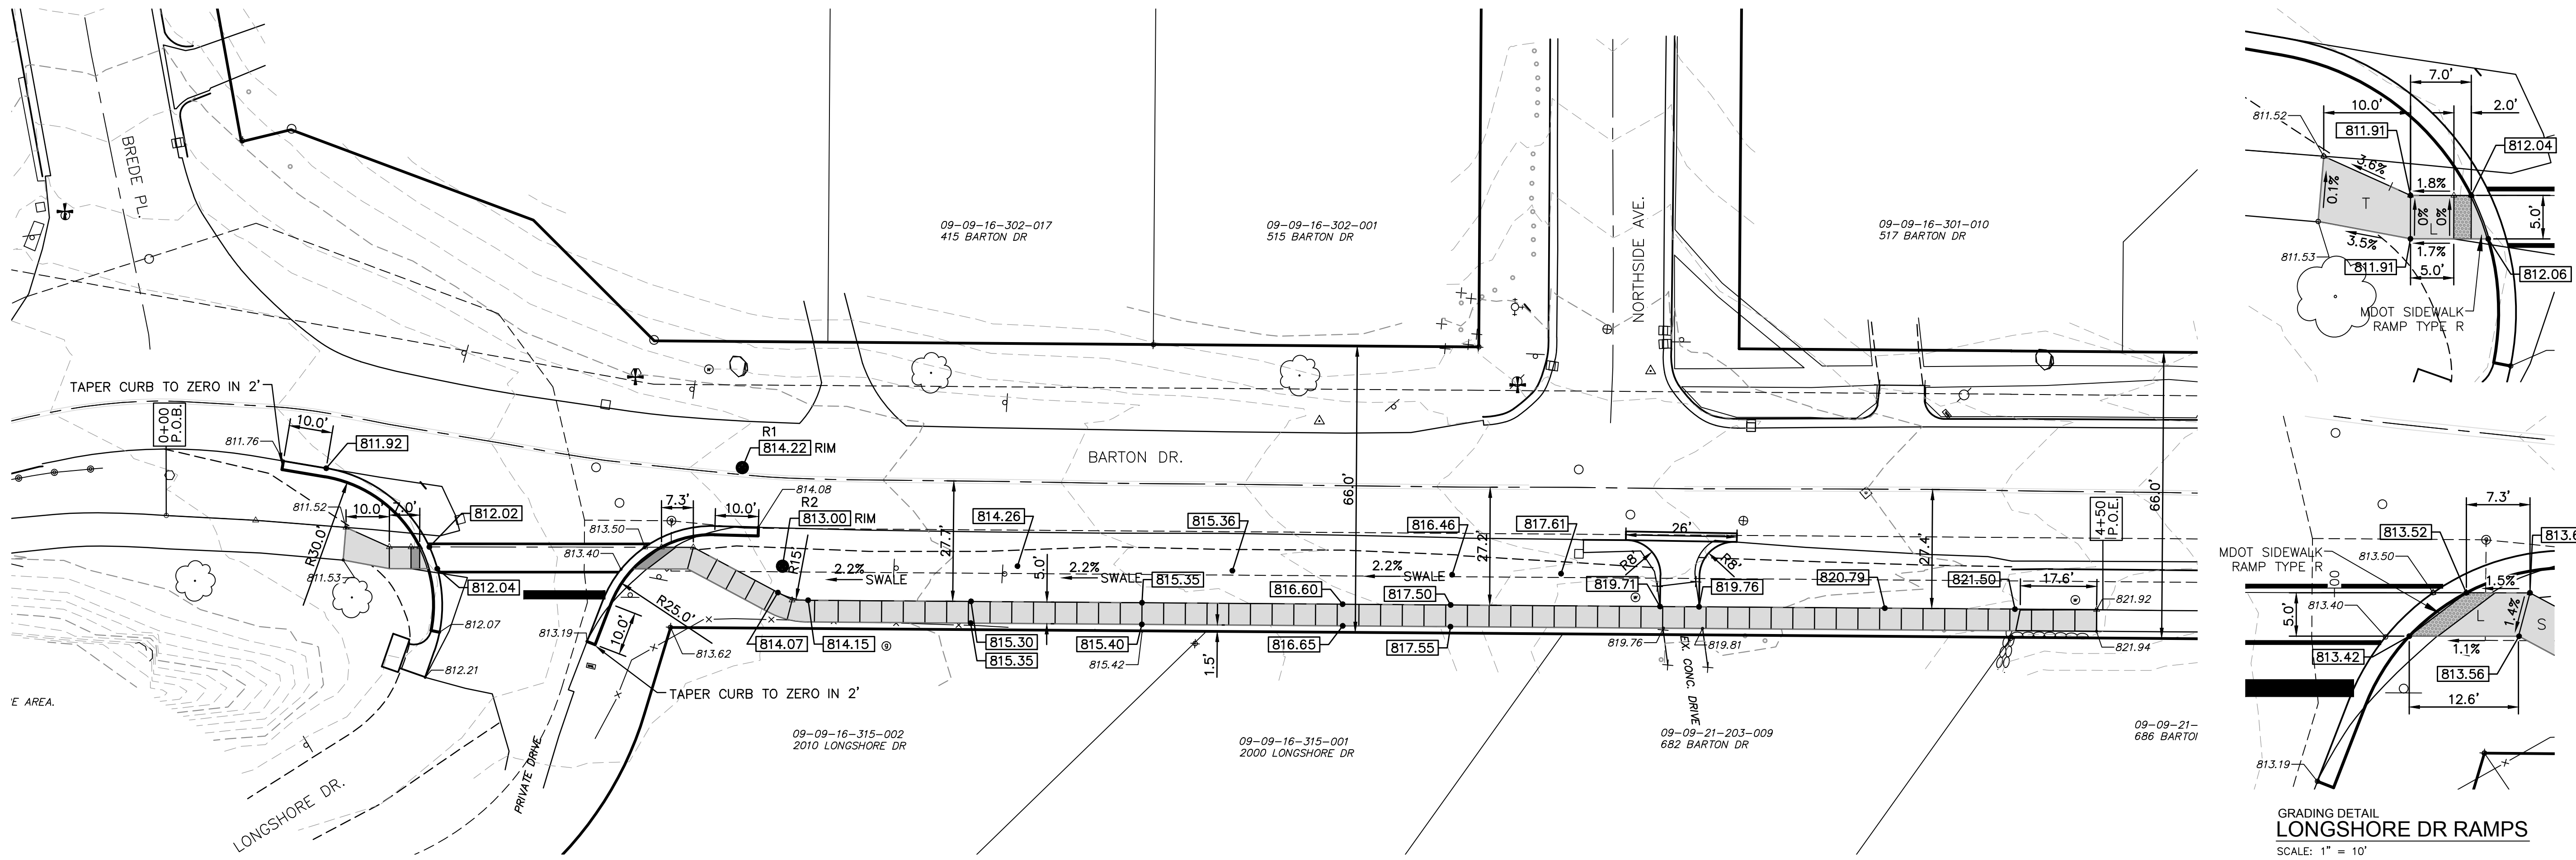 BREDE PL.
09-09-16-302-017
415 BARTON DR
09-09-16-302-001
515 BARTON DR
NORTHSIDE AVE.
09-09-16-301-010
517 BARTON DR
TAPER CURB TO ZERO IN 2'
0+00
P.O.B.
10.0'
811.76
811.92
R1
814.22 RIM
BARTON DR.
66.0'
66.0'
814.08
R2
813.00 RIM
7.3'
10.0'
811.52
10.0'
7.0'
812.02
813.50
813.40
R30.0'
811.53
812.04
812.07
812.21
813.19
10.0'
R25.0'
813.62
R15'
27.7'
814.26
815.36
816.46
817.61
2.2%
SWALE
2.2%
SWALE
2.2%
SWALE
5.0'
815.35
27.2'
26'
R8'
R8'
27.4'
4+50
P.O.E.
816.60
817.50
819.71
819.76
820.79
821.50
17.6'
821.92
814.07
814.15
815.30
815.35
815.40
815.42
1.5'
816.65
817.55
819.76
819.81
821.94
EX. CONC. DRIVE
TAPER CURB TO ZERO IN 2'
E AREA.
LONGSHORE DR.
PRIVATE DRIVE
09-09-16-315-002
2010 LONGSHORE DR
09-09-16-315-001
2000 LONGSHORE DR
09-09-21-203-009
682 BARTON DR
09-09-21-
686 BARTO
7.0'
10.0'
2.0'
811.52
811.91
812.04
3.6%
1.8%
0.1%
T
0%
0%
L
5.0'
3.5%
1.7%
811.53
811.91
5.0'
812.06
MDOT SIDEWALK
RAMP TYPE R
7.3'
813.52
813.6
MDOT SIDEWALK
RAMP TYPE R
813.50
1.5%
5.0'
813.40
L
1.4%
S
813.42
1.1%
813.56
12.6'
813.19
GRADING DETAIL
LONGSHORE DR RAMPS
SCALE: 1" = 10'